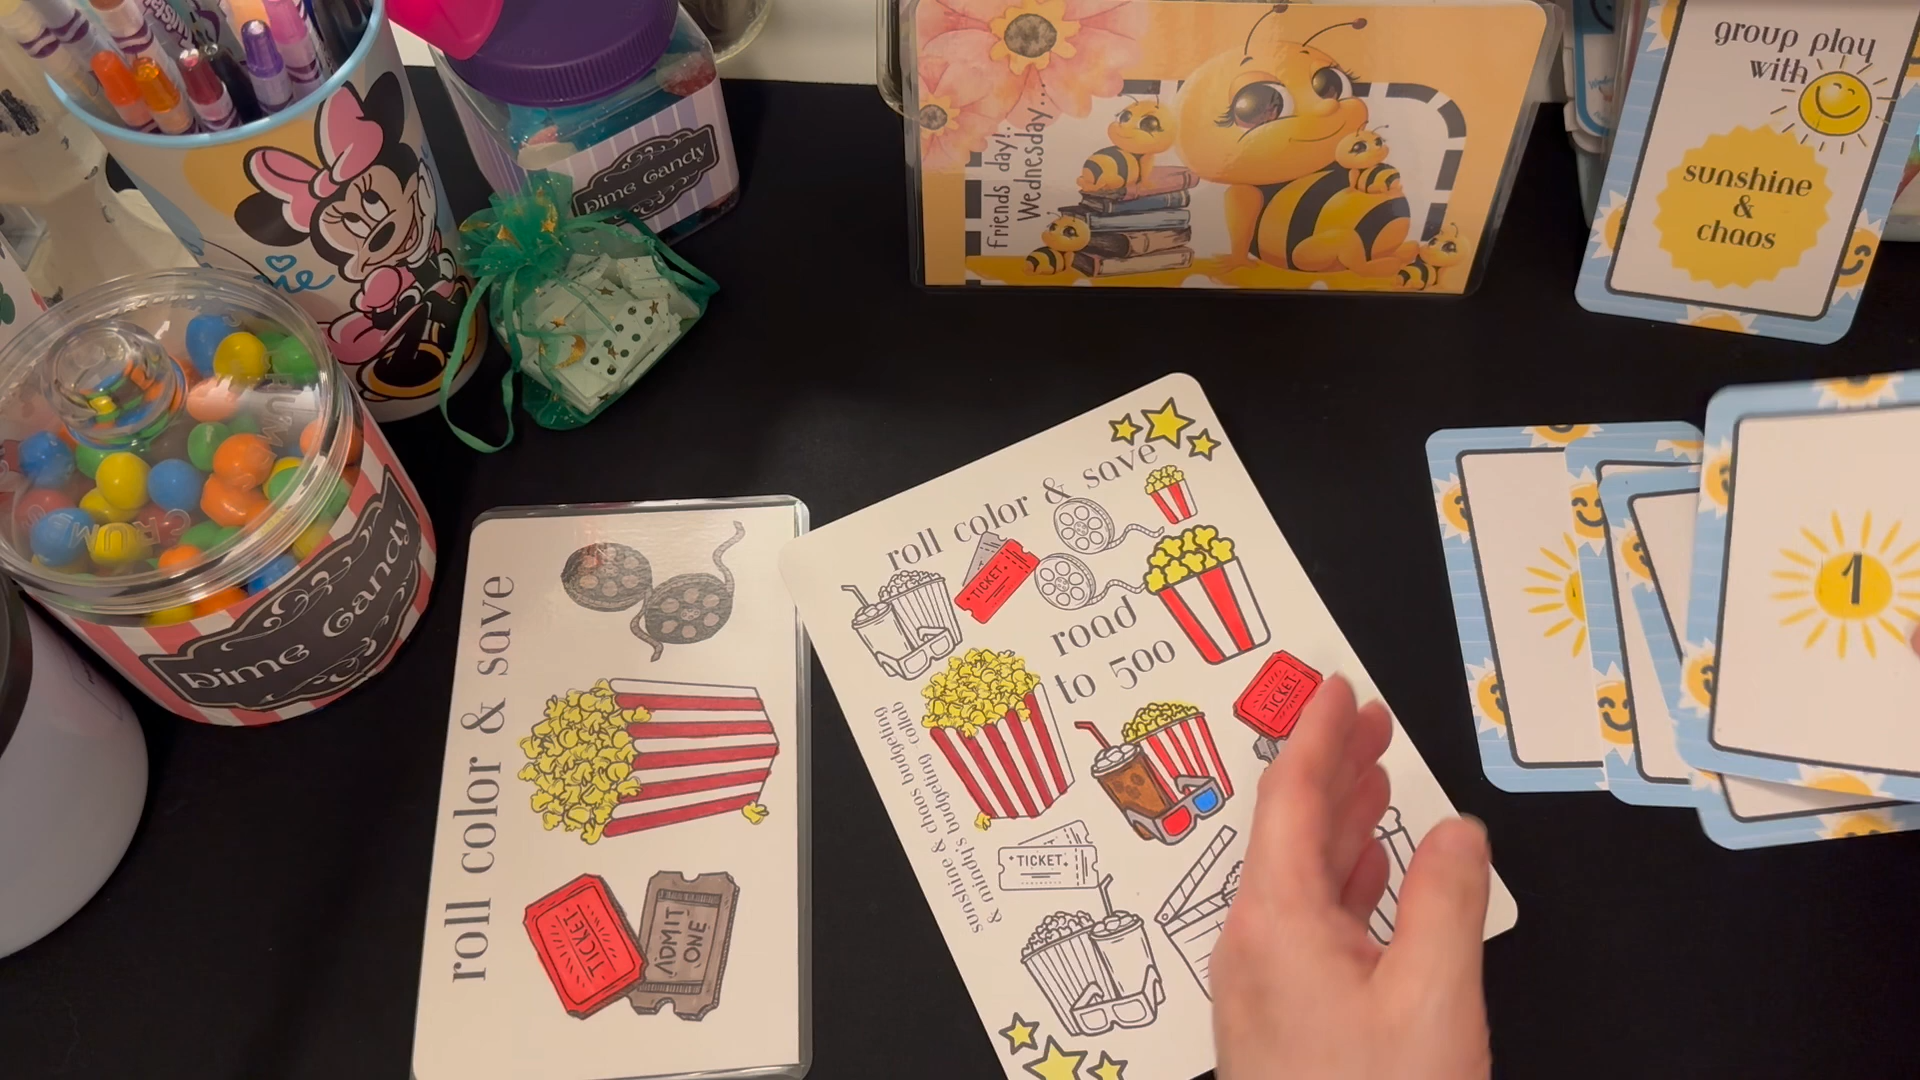 group play
with
sunshine
&
chaos
Friends day!.
Wednesday...
Dime Candy
Dime Candy
roll color & save
TICKET
ADMIT
ONE
roll color & save
TICKET
road
to 500
TICKET
TICKET
sunshine & chaos budgeting
& mindy's budgeting collab
1